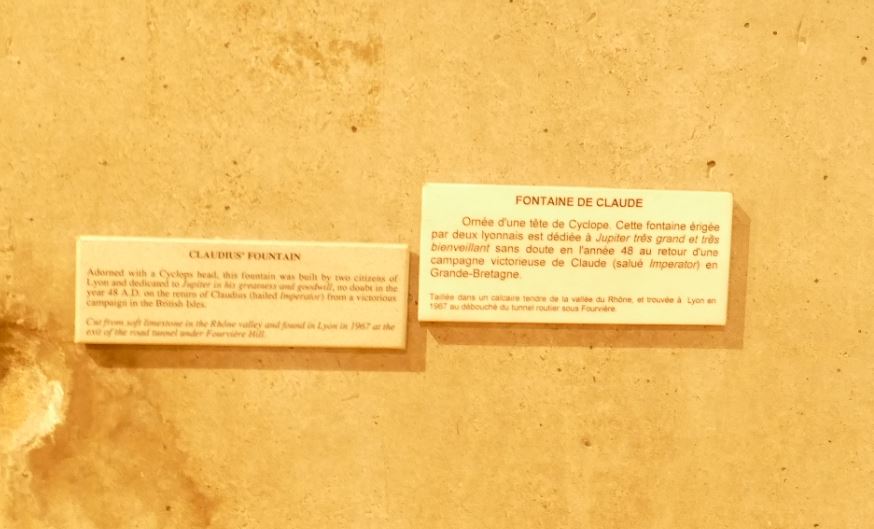 CLAUDIUS' FOUNTAIN
Adorned with a Cyclops head, this fountain was built by two citizens of
Lyon and dedicated to Jupiter in his greatness and goodwill, no doubt in the
year 48 A.D. on the return of Claudius (hailed Imperator) from a victorious
campaign in the British Isles.
Cut from soft limestone in the Rhône valley and found in Lyon in 1967 at the
exit of the road tunnel under Fourvière Hill.
FONTAINE DE CLAUDE
Ornée d'une tête de Cyclope. Cette fontaine érigée
par deux lyonnais est dédiée à Jupiter très grand et très
bienveillant sans doute en l'année 48 au retour d'une
campagne victorieuse de Claude (salué Imperator) en
Grande-Bretagne.
Taillée dans un calcaire tendre de la vallée du Rhône, et trouvée à Lyon en
1967 au débouché du tunnel routier sous Fourvière.